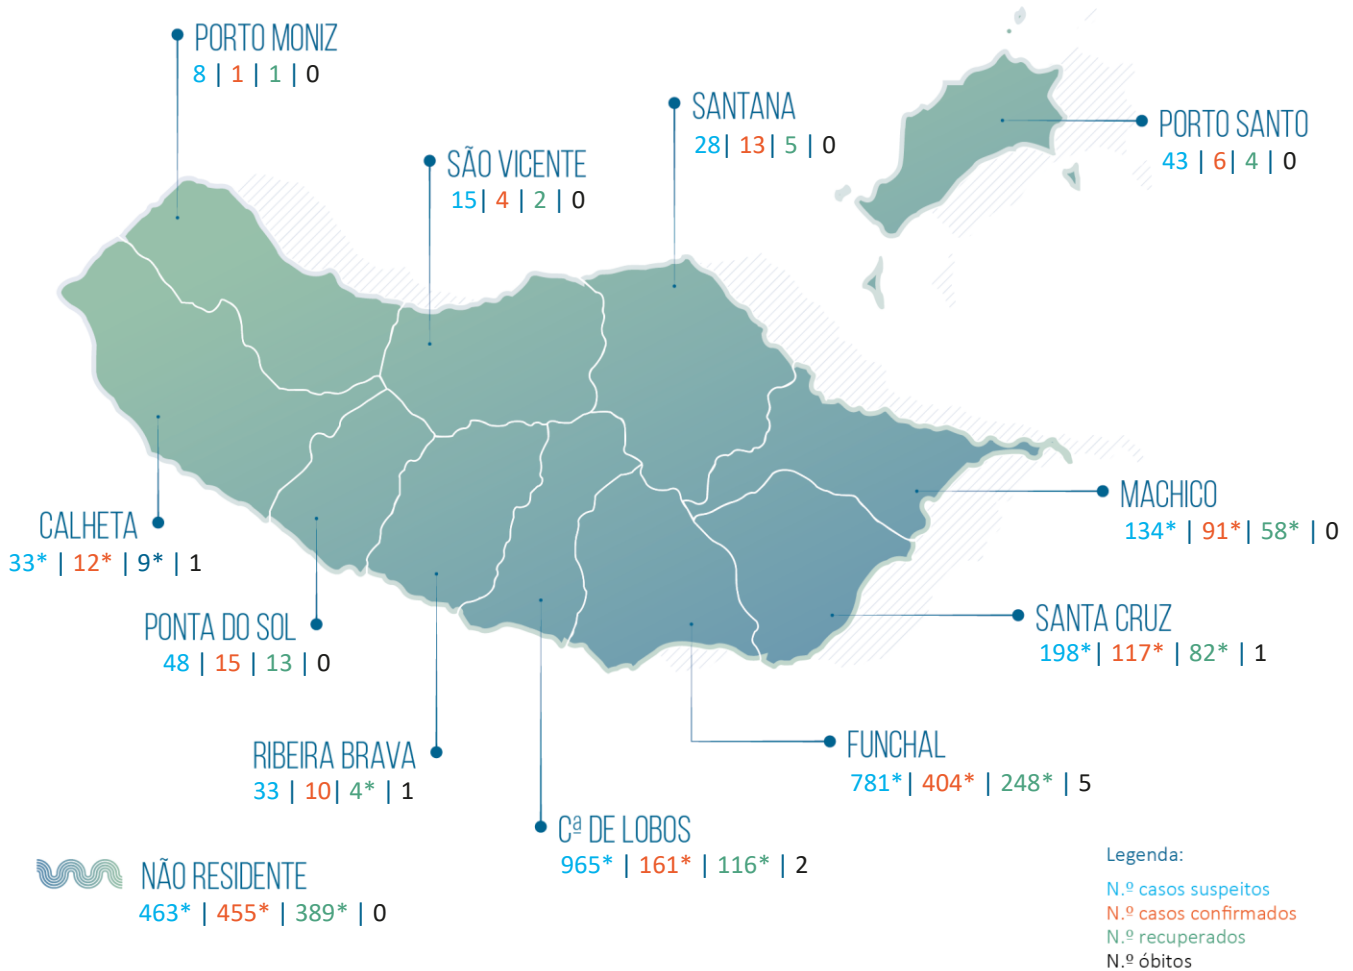 PORTO MONIZ
8 | 1 | 1 | 0
SANTANA
28| 13| 5 | 0
PORTO SANTO
43 | 6| 4 | 0
SÃO VICENTE
15| 4 | 2 | 0
MACHICO
134* | 91* | 58* | 0
CALHETA
33* | 12* | 9* | 1
SANTA CRUZ
198*| 117* | 82* | 1
PONTA DO SOL
48 | 15 | 13 | 0
RIBEIRA BRAVA
33 | 10| 4* | 1
FUNCHAL
781*| 404* | 248* | 5
Cª DE LOBOS
965* | 161* | 116* | 2
NÃO RESIDENTE
463* | 455* | 389* | 0
Legenda:
N.º casos suspeitos
N.º casos confirmados
N.º recuperados
N.º óbitos